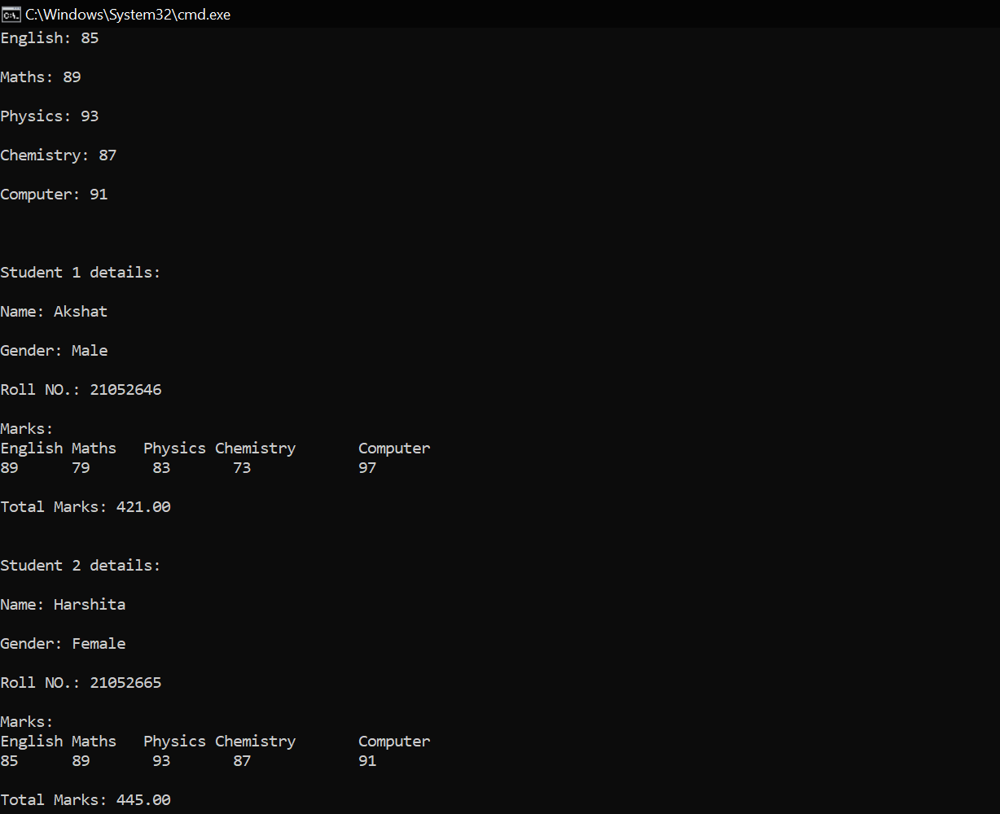 C:\Windows\System32\cmd.exe
English: 85
Maths: 89
Physics: 93
Chemistry: 87
Computer: 91
Student 1 details:
Name: Akshat
Gender: Male
Roll NO.: 21052646
Marks:
English Maths   Physics Chemistry       Computer
89      79       83       73            97
Total Marks: 421.00
Student 2 details:
Name: Harshita
Gender: Female
Roll NO.: 21052665
Marks:
English Maths   Physics Chemistry       Computer
85      89       93       87            91
Total Marks: 445.00